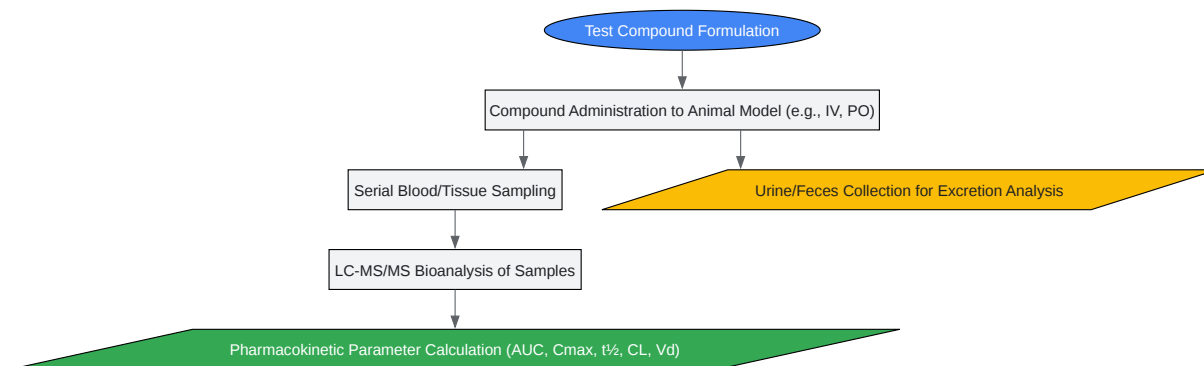 Test Compound Formulation
Compound Administration to Animal Model (e.g., IV, PO)
Serial Blood/Tissue Sampling
Urine/Feces Collection for Excretion Analysis
LC-MS/MS Bioanalysis of Samples
Pharmacokinetic Parameter Calculation (AUC, Cmax, t½, CL, Vd)